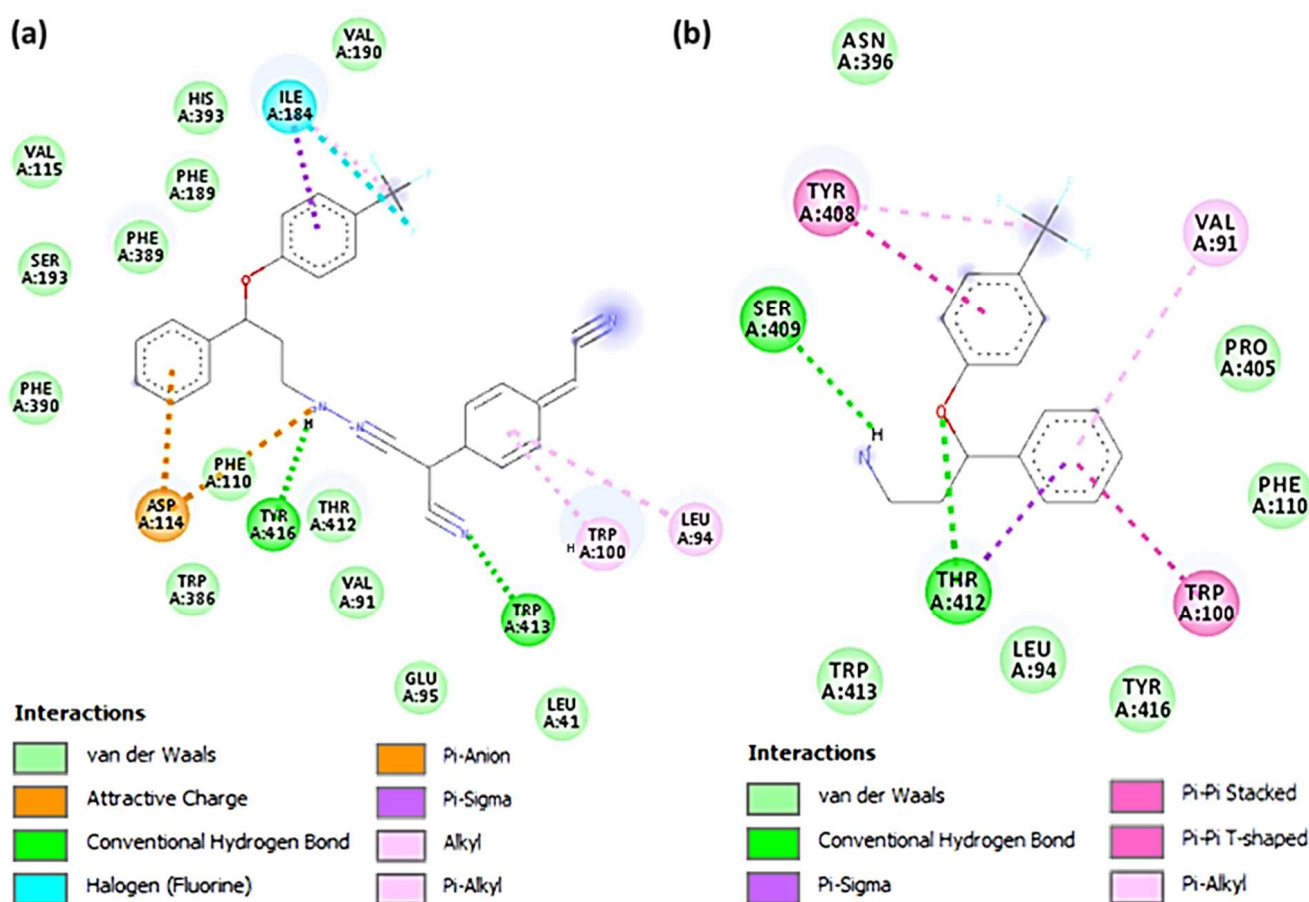 (a)
VAL
A:190
ILE
A:184
HIS
A:393
VAL
A:115
PHE
A:189
PHE
A:389
SER
A:193
F
F
F
O
N
PHE
A:390
N
H
N
PHE
A:110
ASP
A:114
TYR
A:416
THR
A:412
N
TRP
H A:100
LEU
A:94
TRP
A:386
VAL
A:91
TRP
A:413
GLU
A:95
LEU
A:41
Interactions
van der Waals
Attractive Charge
Conventional Hydrogen Bond
Halogen (Fluorine)
Pi-Anion
Pi-Sigma
Alkyl
Pi-Alkyl
(b)
ASN
A:396
TYR
A:408
F
F
F
VAL
A:91
SER
A:409
PRO
A:405
O
H
N
PHE
A:110
THR
A:412
TRP
A:100
LEU
A:94
TRP
A:413
TYR
A:416
Interactions
van der Waals
Conventional Hydrogen Bond
Pi-Sigma
Pi-Pi Stacked
Pi-Pi T-shaped
Pi-Alkyl